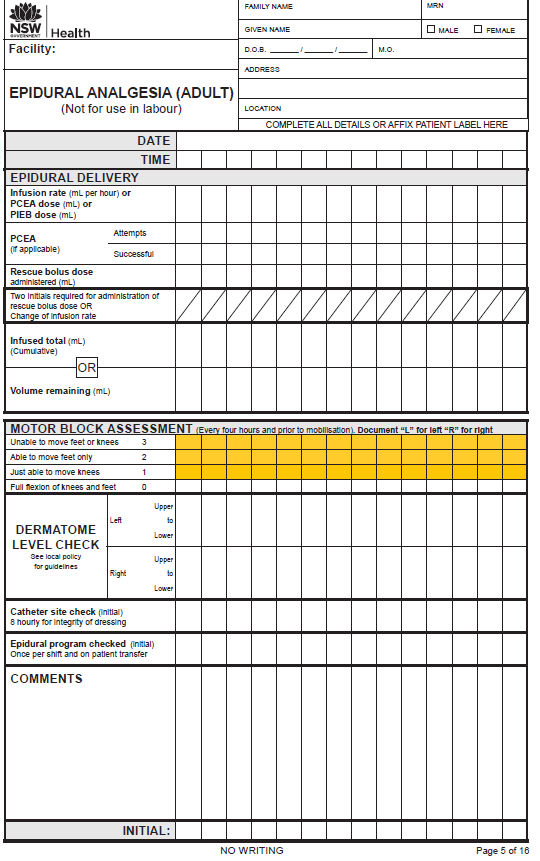 FAMILY NAME
MRN
NSW
GOVERNMENT
Health
GIVEN NAME
MALE
FEMALE
Facility:
D.O.B. _______ / _______ / _______
M.O.
ADDRESS
EPIDURAL ANALGESIA (ADULT)
(Not for use in labour)
LOCATION
COMPLETE ALL DETAILS OR AFFIX PATIENT LABEL HERE
DATE
TIME
EPIDURAL DELIVERY
Infusion rate (mL per hour) or
PCEA dose (mL) or
PIEB dose (mL)
PCEA
(if applicable)
Attempts
Successful
Rescue bolus dose
administered (mL)
Two initials required for administration of
rescue bolus dose OR
Change of infusion rate
Infused total (mL)
(Cumulative)
OR
Volume remaining (mL)
MOTOR BLOCK ASSESSMENT (Every four hours and prior to mobilisation). Document “L” for left “R” for right
Unable to move feet or knees 3
Able to move feet only 2
Just able to move knees 1
Full flexion of knees and feet 0
DERMATOME
LEVEL CHECK
See local policy
for guidelines
Left
Upper
to
Lower
Right
Upper
to
Lower
Catheter site check (initial)
8 hourly for integrity of dressing
Epidural program checked (initial)
Once per shift and on patient transfer
COMMENTS
INITIAL:
NO WRITING
Page 5 of 16